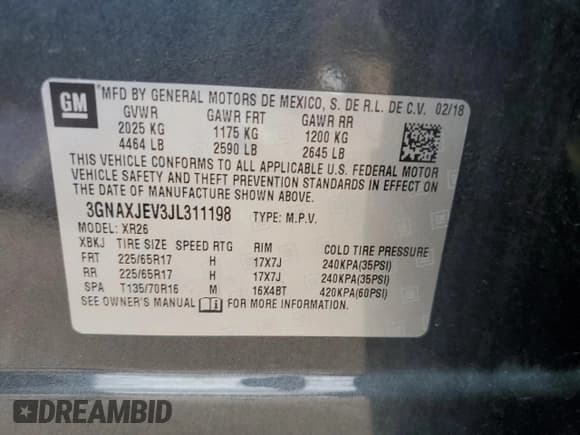 GM
*MFD BY GENERAL MOTORS DE MEXICO, S. DE R.L. DE C.V. 02/18
GVWR GAWR FRT GAWR RR
2025 KG 1175 KG 1200 KG
4464 LB 2590 LB 2645 LB
THIS VEHICLE CONFORMS TO ALL APPLICABLE U.S. FEDERAL MOTOR
VEHICLE SAFETY AND THEFT PREVENTION STANDARDS IN EFFECT ON
THE DATE OF MANUFACTURE SHOWN ABOVE.
3GNAXJEV3JL311198 TYPE: M.P.V.
MODEL: XR26
XBKJ TIRE SIZE SPEED RTG RIM COLD TIRE PRESSURE
FRT 225/65R17 H 17X7J 240KPA(35PSI)
RR 225/65R17 H 17X7J 240KPA(35PSI)
SPA T135/70R16 M 16X4BT 420KPA(60PSI)
SEE OWNER'S MANUAL FOR MORE INFORMATION.
DREAMBID